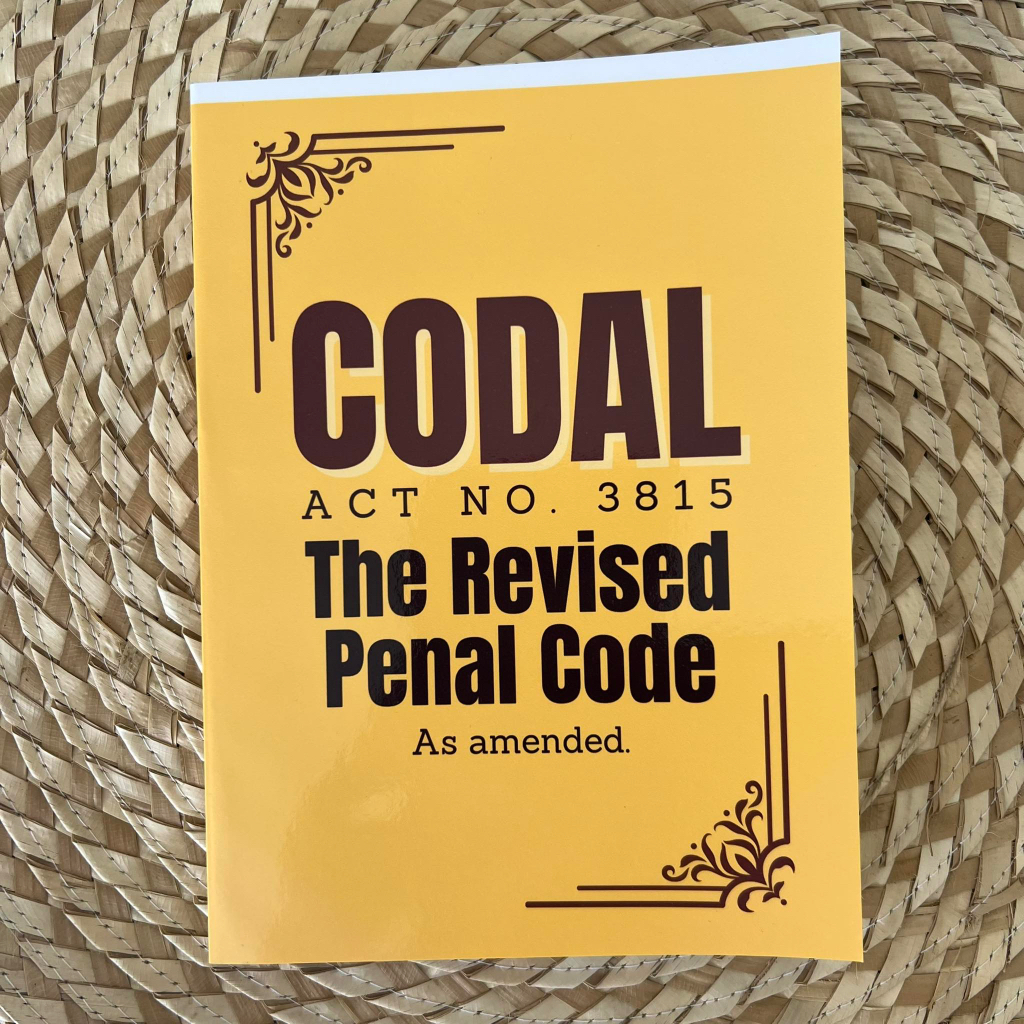 CODAL
ACT NO. 3815
The Revised
Penal Code
As amended.